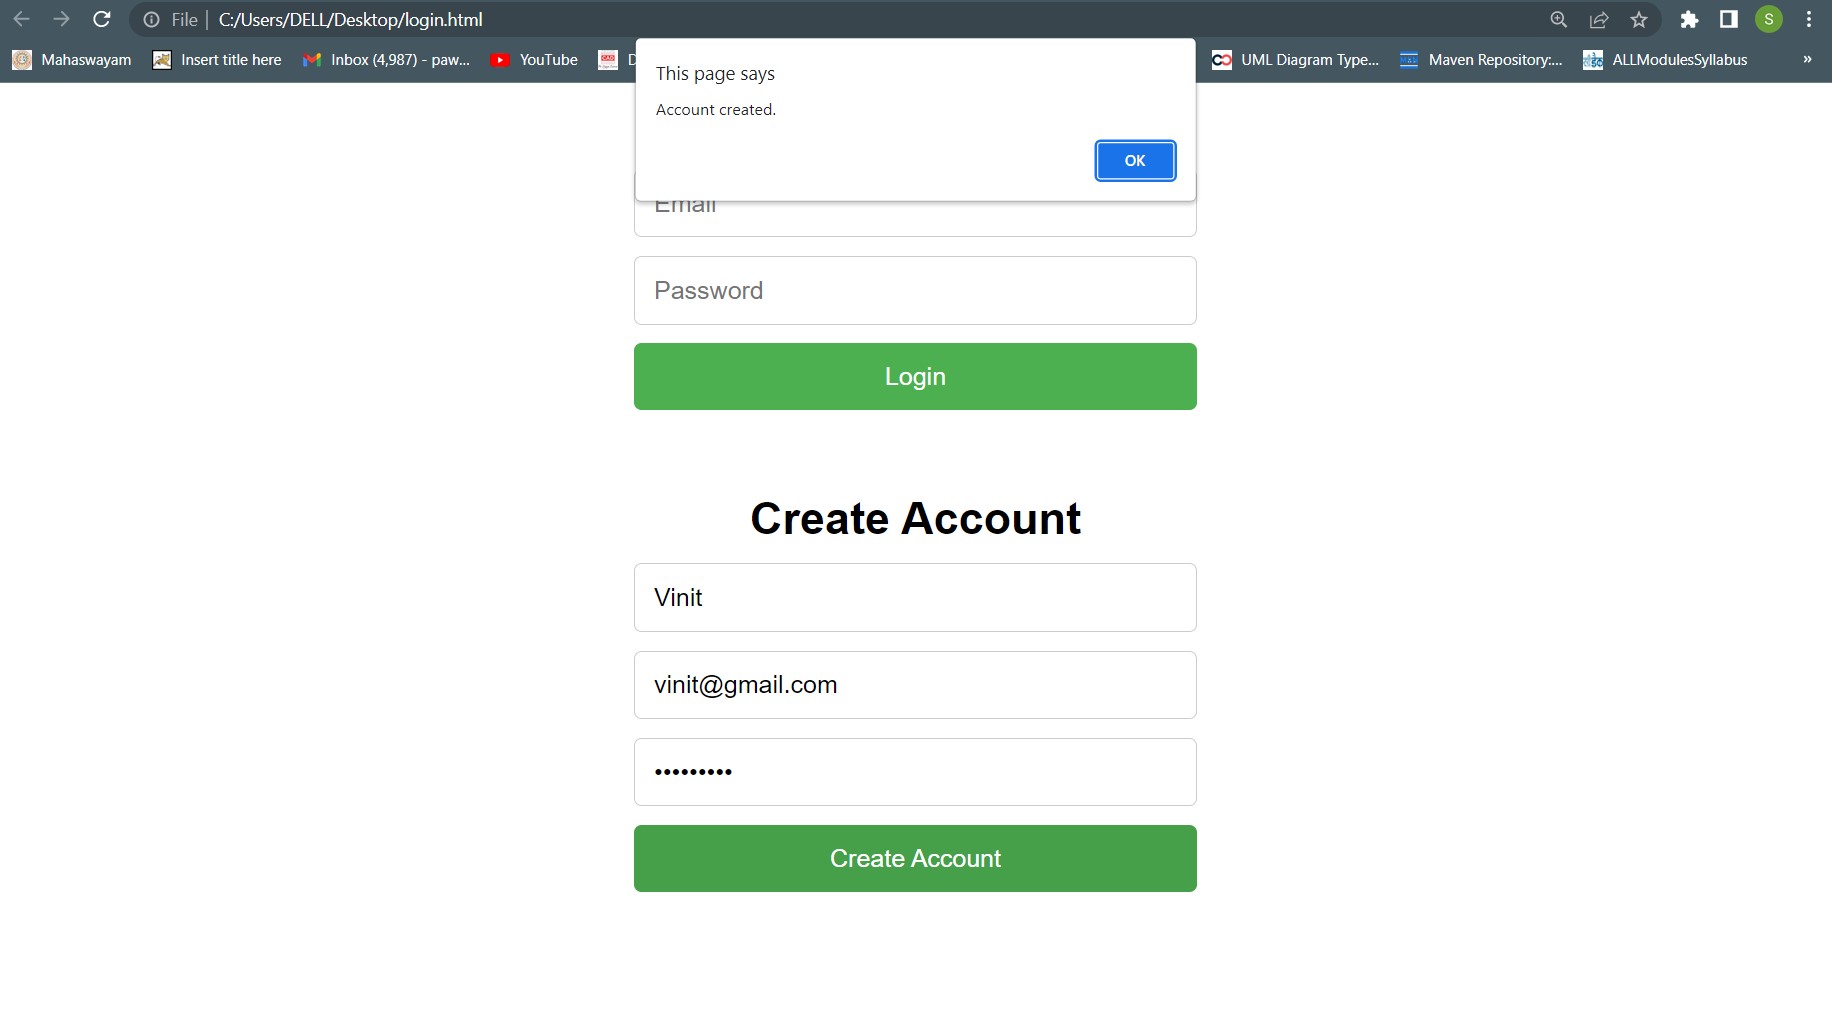 File
C:/Users/DELL/Desktop/login.html
S
Mahaswayam
Insert title here
Inbox (4,987) - paw...
YouTube
UML Diagram Type...
Maven Repository:...
ALLModulesSyllabus
»
This page says
Account created.
OK
Email
Password
Login
Create Account
Vinit
vinit@gmail.com
•••••••••
Create Account